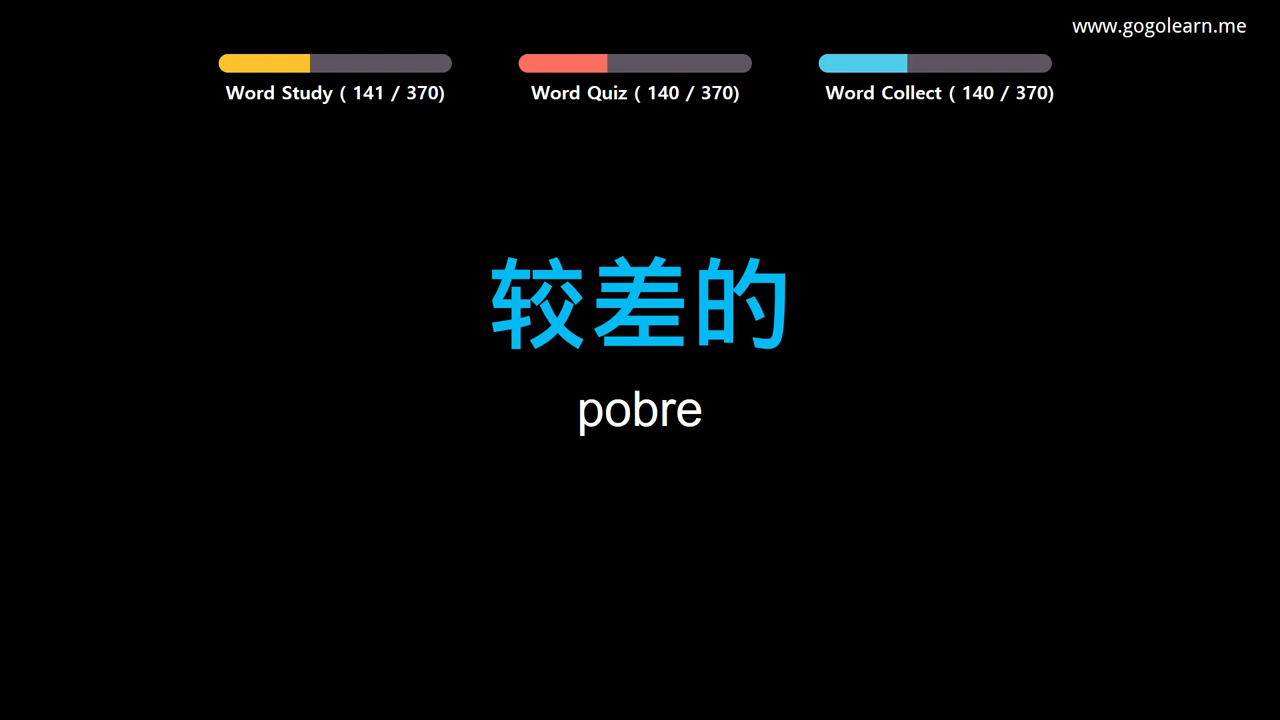 www.gogolearn.me
Word Study ( 141 / 370)
Word Quiz ( 140 / 370)
Word Collect ( 140 / 370)
较差的
pobre